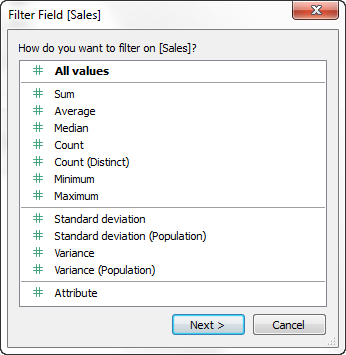 Filter Field [Sales]
How do you want to filter on [Sales]?
All values
Sum
Average
Median
Count
Count (Distinct)
Minimum
Maximum
Standard deviation
Standard deviation (Population)
Variance
Variance (Population)
Attribute
Next >
Cancel